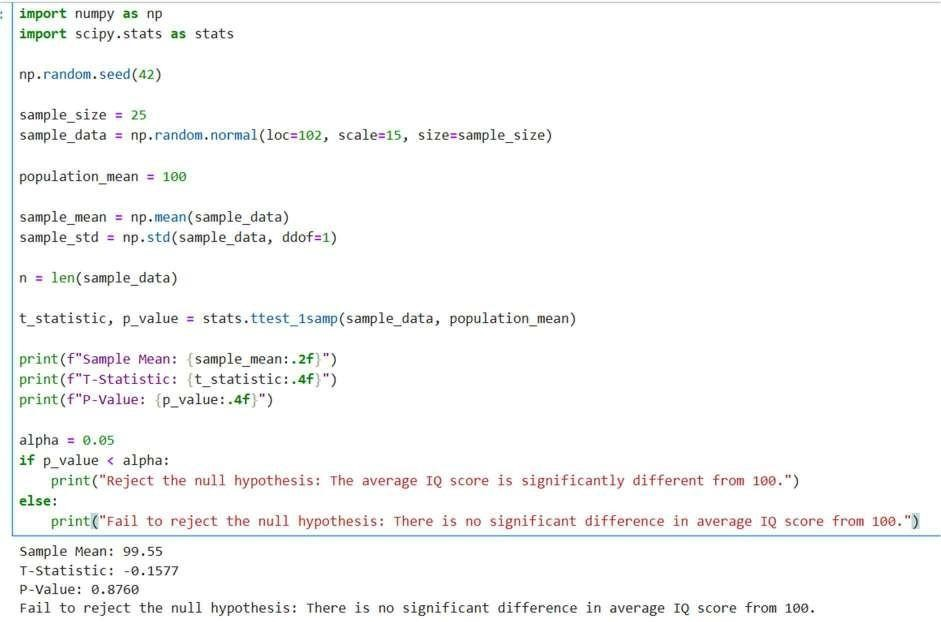 import numpy as np
import scipy.stats as stats
np.random.seed(42)
sample_size = 25
sample_data = np.random.normal(loc=102, scale=15, size=sample_size)
population_mean = 100
sample_mean = np.mean(sample_data)
sample_std = np.std(sample_data, ddof=1)
n = len(sample_data)
t_statistic, p_value = stats.ttest_1samp(sample_data, population_mean)
print(f"Sample Mean: {sample_mean:.2f}")
print(f"T-Statistic: {t_statistic:.4f}")
print(f"P-Value: {p_value:.4f}")
alpha = 0.05
if p_value < alpha:
    print("Reject the null hypothesis: The average IQ score is significantly different from 100.")
else:
    print("Fail to reject the null hypothesis: There is no significant difference in average IQ score from 100.")
Sample Mean: 99.55
T-Statistic: -0.1577
P-Value: 0.8760
Fail to reject the null hypothesis: There is no significant difference in average IQ score from 100.